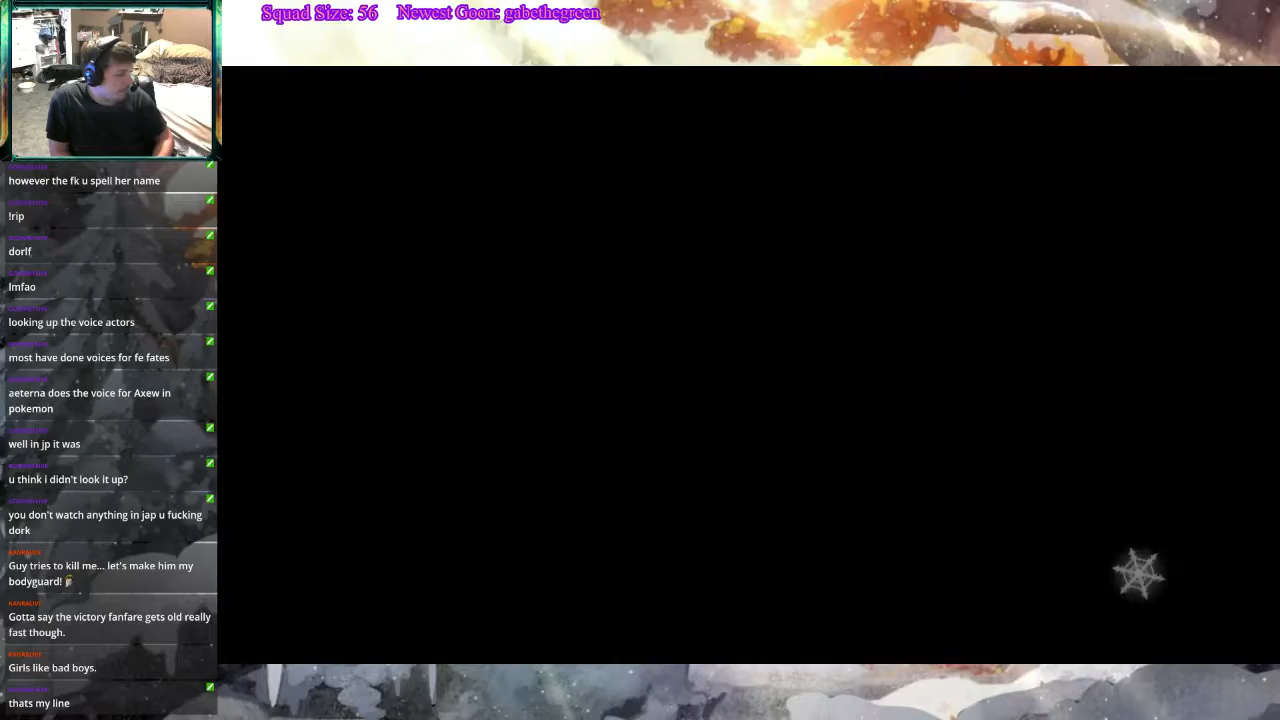 Squad Size: 56 Newest Goon: gabethegreen
however the fk u spell her name
!rip
dorlf
lmfao
looking up the voice actors
most have done voices for fe fates
aeterna does the voice for Axew in
pokemon
well in jp it was
u think i didn't look it up?
you don't watch anything in jap u fucking
dork
KANRALIVE
Guy tries to kill me... let's make him my
bodyguard!
KANRALIVE
Gotta say the victory fanfare gets old really
fast though.
KANRALIVE
Girls like bad boys.
thats my line